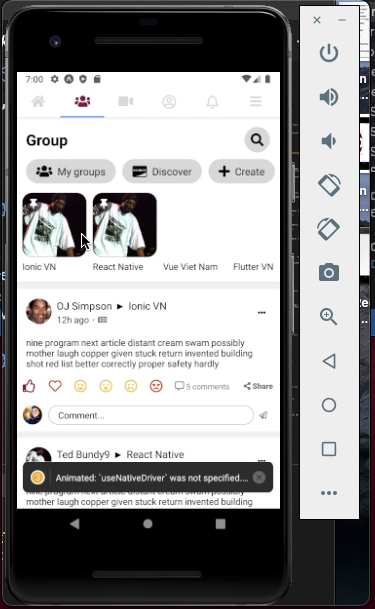 7:00
Group
My groups
Discover
Create
Ionic VN
React Native
Vue Viet Nam
Flutter VN
OJ Simpson ► Ionic VN
12h ago ·
nine program next article distant cream swam possibly
mother laugh copper given stuck return invented building
shot red list better correctly proper safety hardly
5 comments
Share
Comment...
Ted Bundy9 ► React Native
Animated: `useNativeDriver` was not specified....
nine program next article distant cream swam possibly
mother laugh copper given stuck return invented building